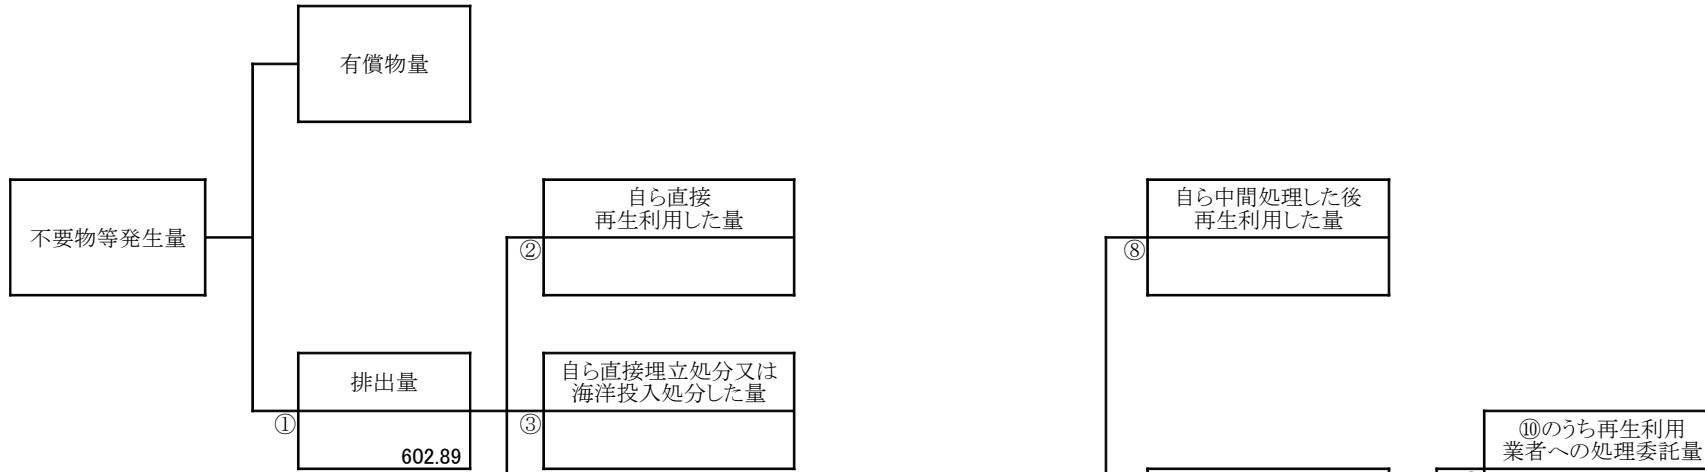 有償物量
不要物等発生量
自ら直接
再生利用した量
②
自ら中間処理した後
再生利用した量
⑧
排出量
①
602.89
自ら直接埋立処分又は
海洋投入処分した量
③
⑩のうち再生利用
業者への処理委託量